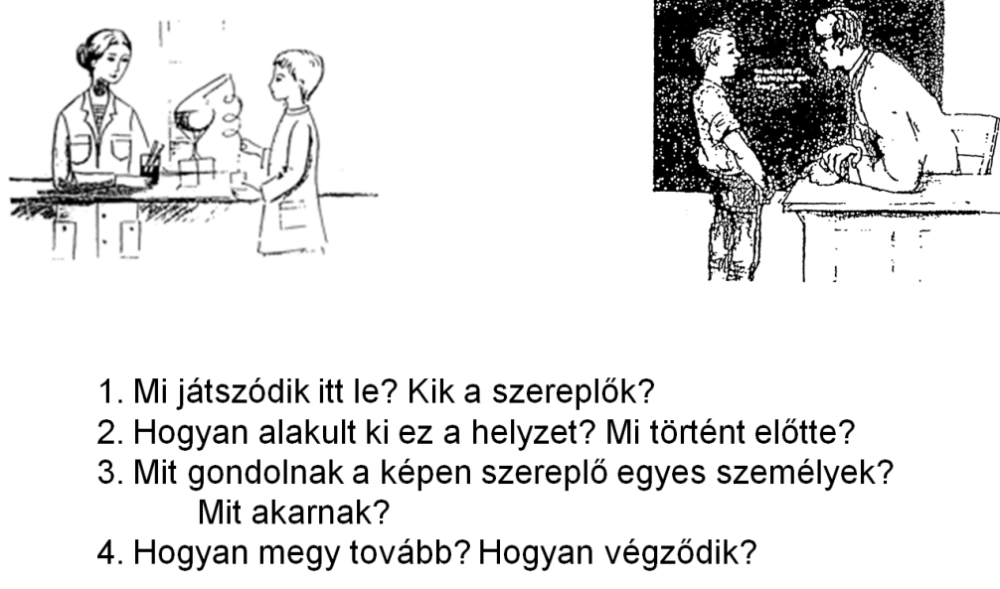 1. Mi játszódik itt le? Kik a szereplők?
2. Hogyan alakult ki ez a helyzet? Mi történt előtte?
3. Mit gondolnak a képen szereplő egyes személyek?
Mit akarnak?
4. Hogyan megy tovább? Hogyan végződik?